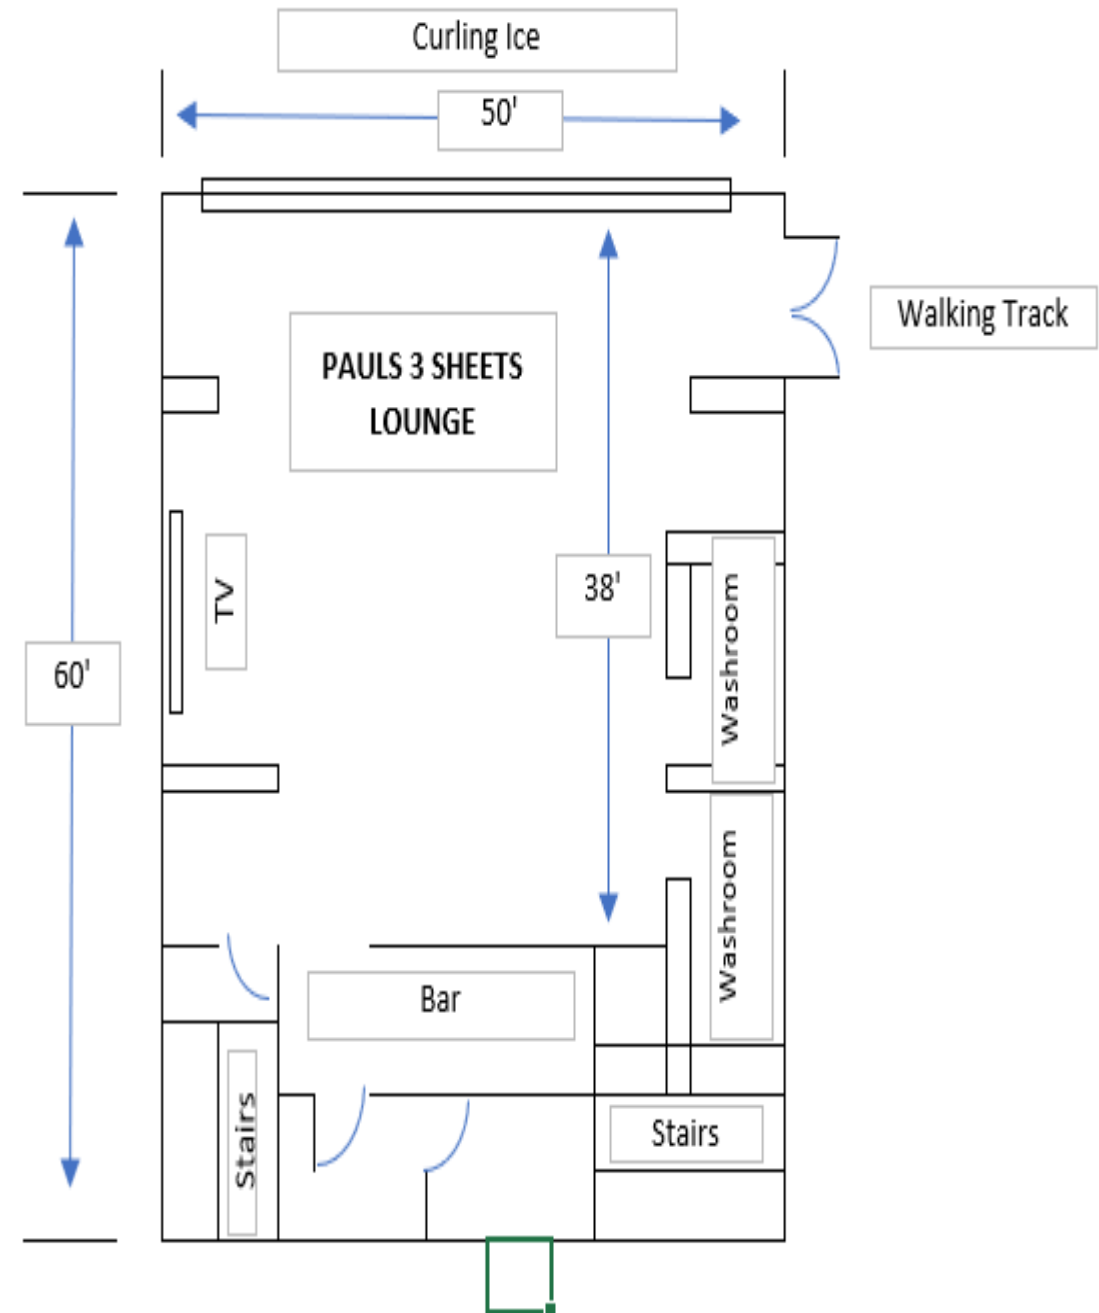 Curling Ice
50'
Walking Track
PAULS 3 SHEETS
LOUNGE
TV
38'
Washroom
60'
Washroom
Bar
Stairs
Stairs